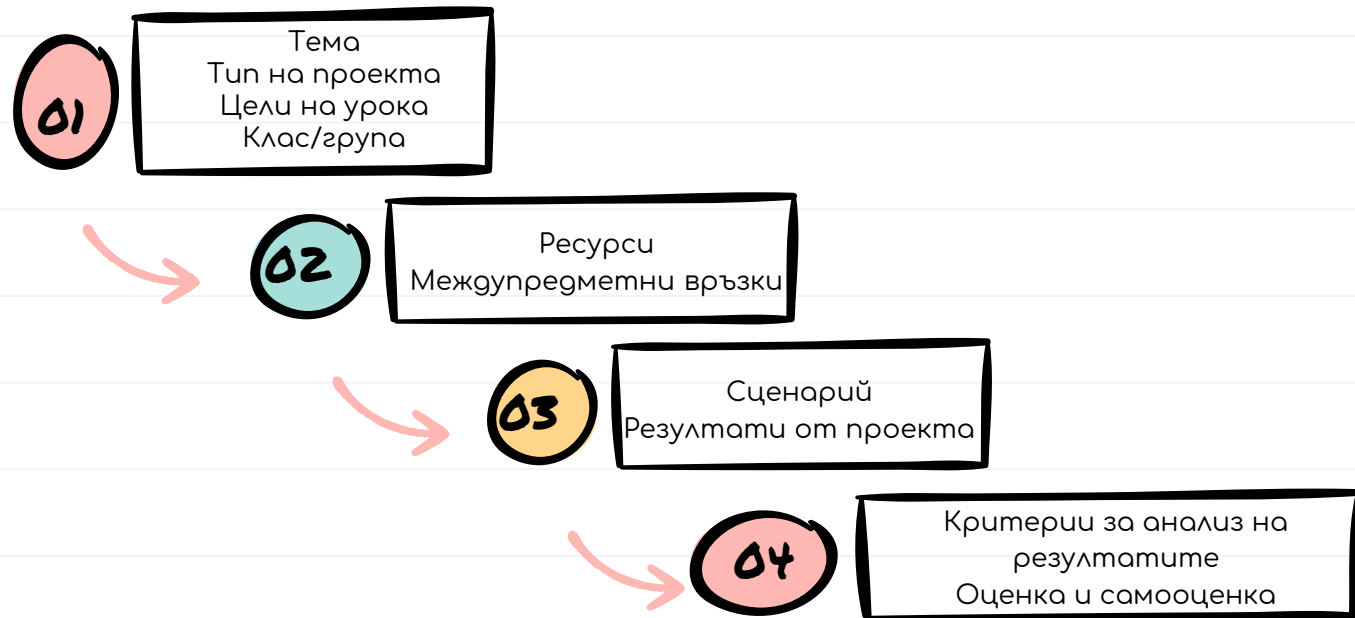 01
Тема
Тип на проекта
Цели на урока
Клас/група
02
Ресурси
Междупредметни връзки
03
Сценарий
Резултати от проекта
04
Критерии за анализ на
резултатите
Оценка и самооценка